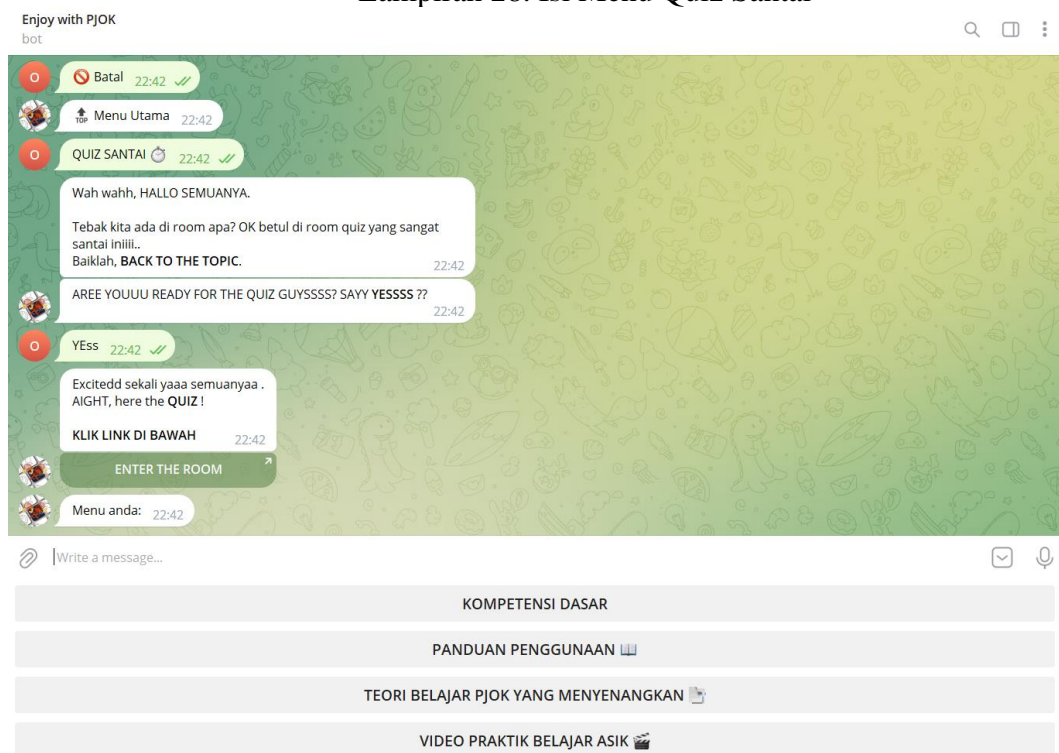 Lampiran 28. Isi Menu Quiz Santai
Enjoy with PJOK
bot
Batal 22:42
TOP Menu Utama 22:42
QUIZ SANTAI 22:42
Wah wahh, HALLO SEMUANYA.
Tebak kita ada di room apa? OK betul di room quiz yang sangat
santai iniiii..
Baiklah, BACK TO THE TOPIC.
22:42
AREE YOUUU READY FOR THE QUIZ GUYSSSS? SAYY YESSSS ??
22:42
YEss 22:42
Excitedd sekali yaaa semuanyaa .
AIGHT, here the QUIZ !
KLIK LINK DI BAWAH 22:42
ENTER THE ROOM
Menu anda: 22:42
Write a message...
KOMPETENSI DASAR
PANDUAN PENGGUNAAN
TEORI BELAJAR PJOK YANG MENYENANGKAN
VIDEO PRAKTIK BELAJAR ASIK